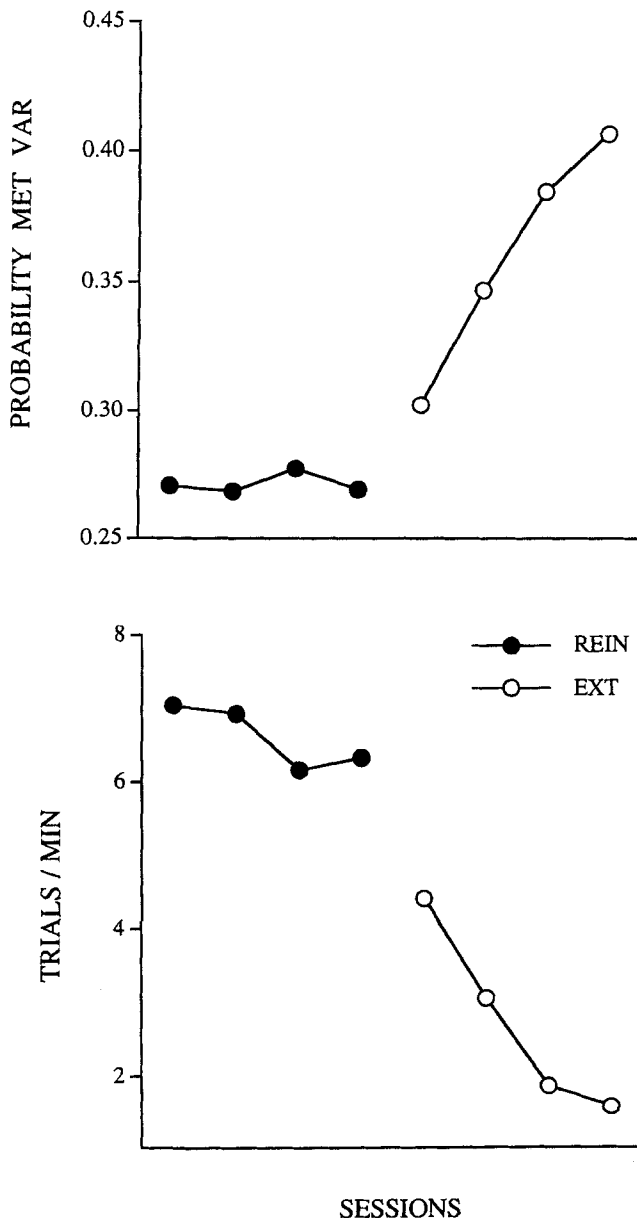 PROBABILITY MET VAR
0.45
0.40
0.35
0.30
0.25
TRIALS / MIN
8
6
4
2
REIN
EXT
SESSIONS